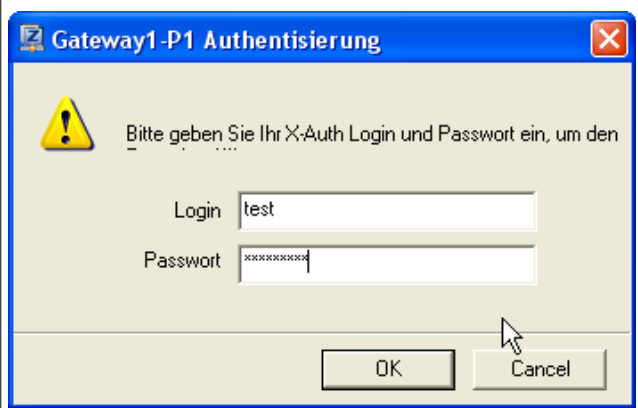 Gateway1-P1 Authentisierung
Bitte geben Sie Ihr X-Auth Login und Passwort ein, um den
Login test
Passwort *********
OK Cancel